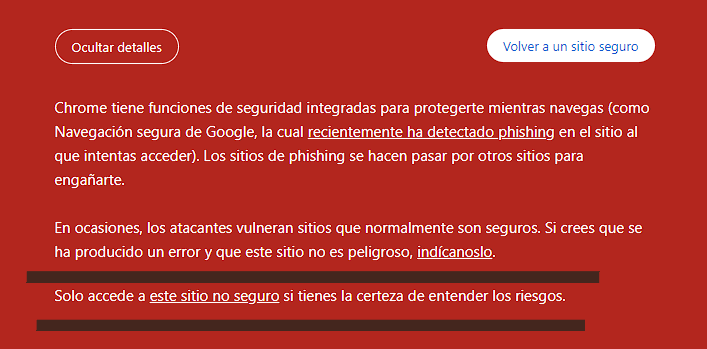 Ocultar detalles
Volver a un sitio seguro
Chrome tiene funciones de seguridad integradas para protegerte mientras navegas (como
Navegación segura de Google, la cual recientemente ha detectado phishing en el sitio al
que intentas acceder). Los sitios de phishing se hacen pasar por otros sitios para
engañarte.
En ocasiones, los atacantes vulneran sitios que normalmente son seguros. Si crees que se
ha producido un error y que este sitio no es peligroso, indícanoslo.
Solo accede a este sitio no seguro si tienes la certeza de entender los riesgos.